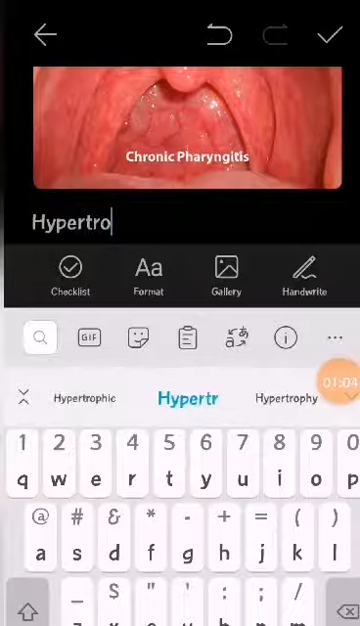 Chronic Pharyngitis
Hypertro
Aa
Checklist Format Gallery Handwrite
GIF
01:04
Hypertrophic Hypertr Hypertrophy
1 2 3 4 5 6 7 8 9 0
q w e r t y u i o p
@ # & * - + = ( )
a s d f g h j k l
_ $ " ' : ; /